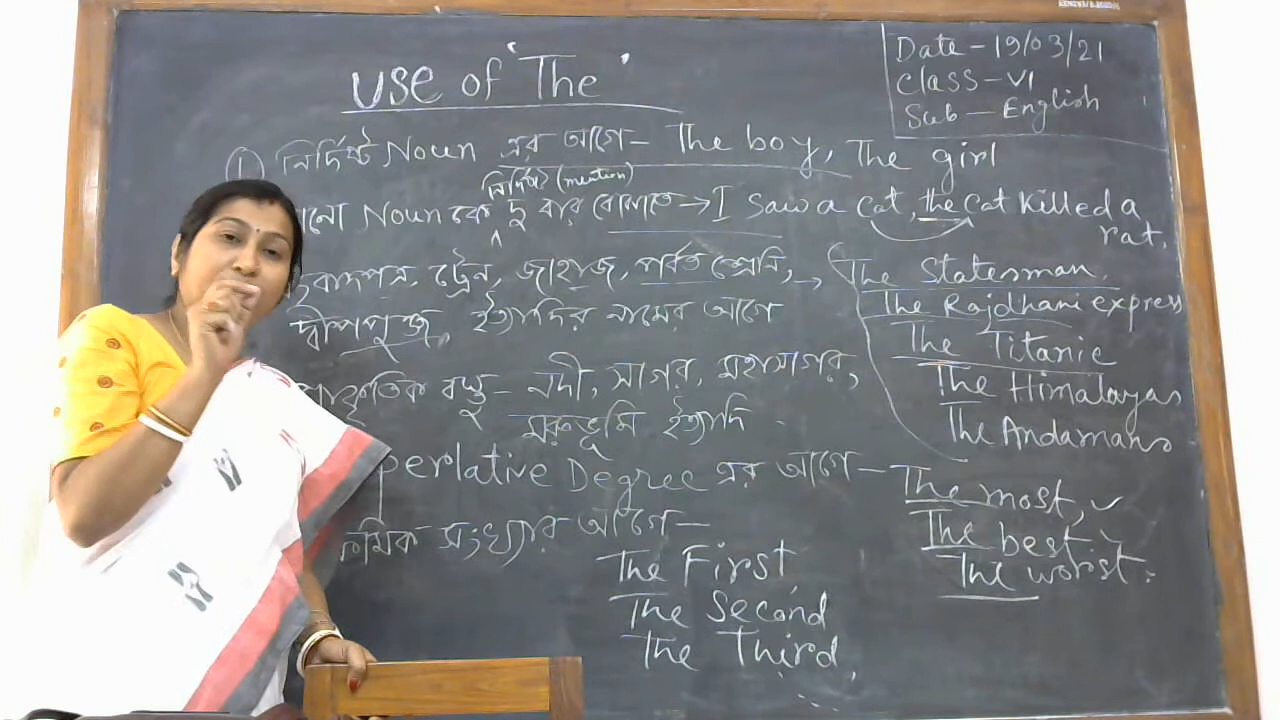 Date - 19/03/21
Class - VI
Sub - English
Use of 'The'
① নির্দিষ্ট Noun এর আগে - The boy, The girl
নির্দিষ্ট (mention)
Noun কে দু বার বোঝাতে → I saw a cat, the cat killed a
rat.
ট্রেন, জাহাজ, পর্বত শ্রেনি, → The Statesman,
The Rajdhani express
দ্বীপপুঞ্জ, ইত্যাদির নামের আগে
The Titanic
বস্তু - নদী, সাগর, মহাসাগর,
The Himalayas
মরুভূমি ইত্যাদি
The Andamans
perlative Degree এর আগে - The most,
The best
The worst.
সংখ্যার আগে -
The First,
The Second
The Third,